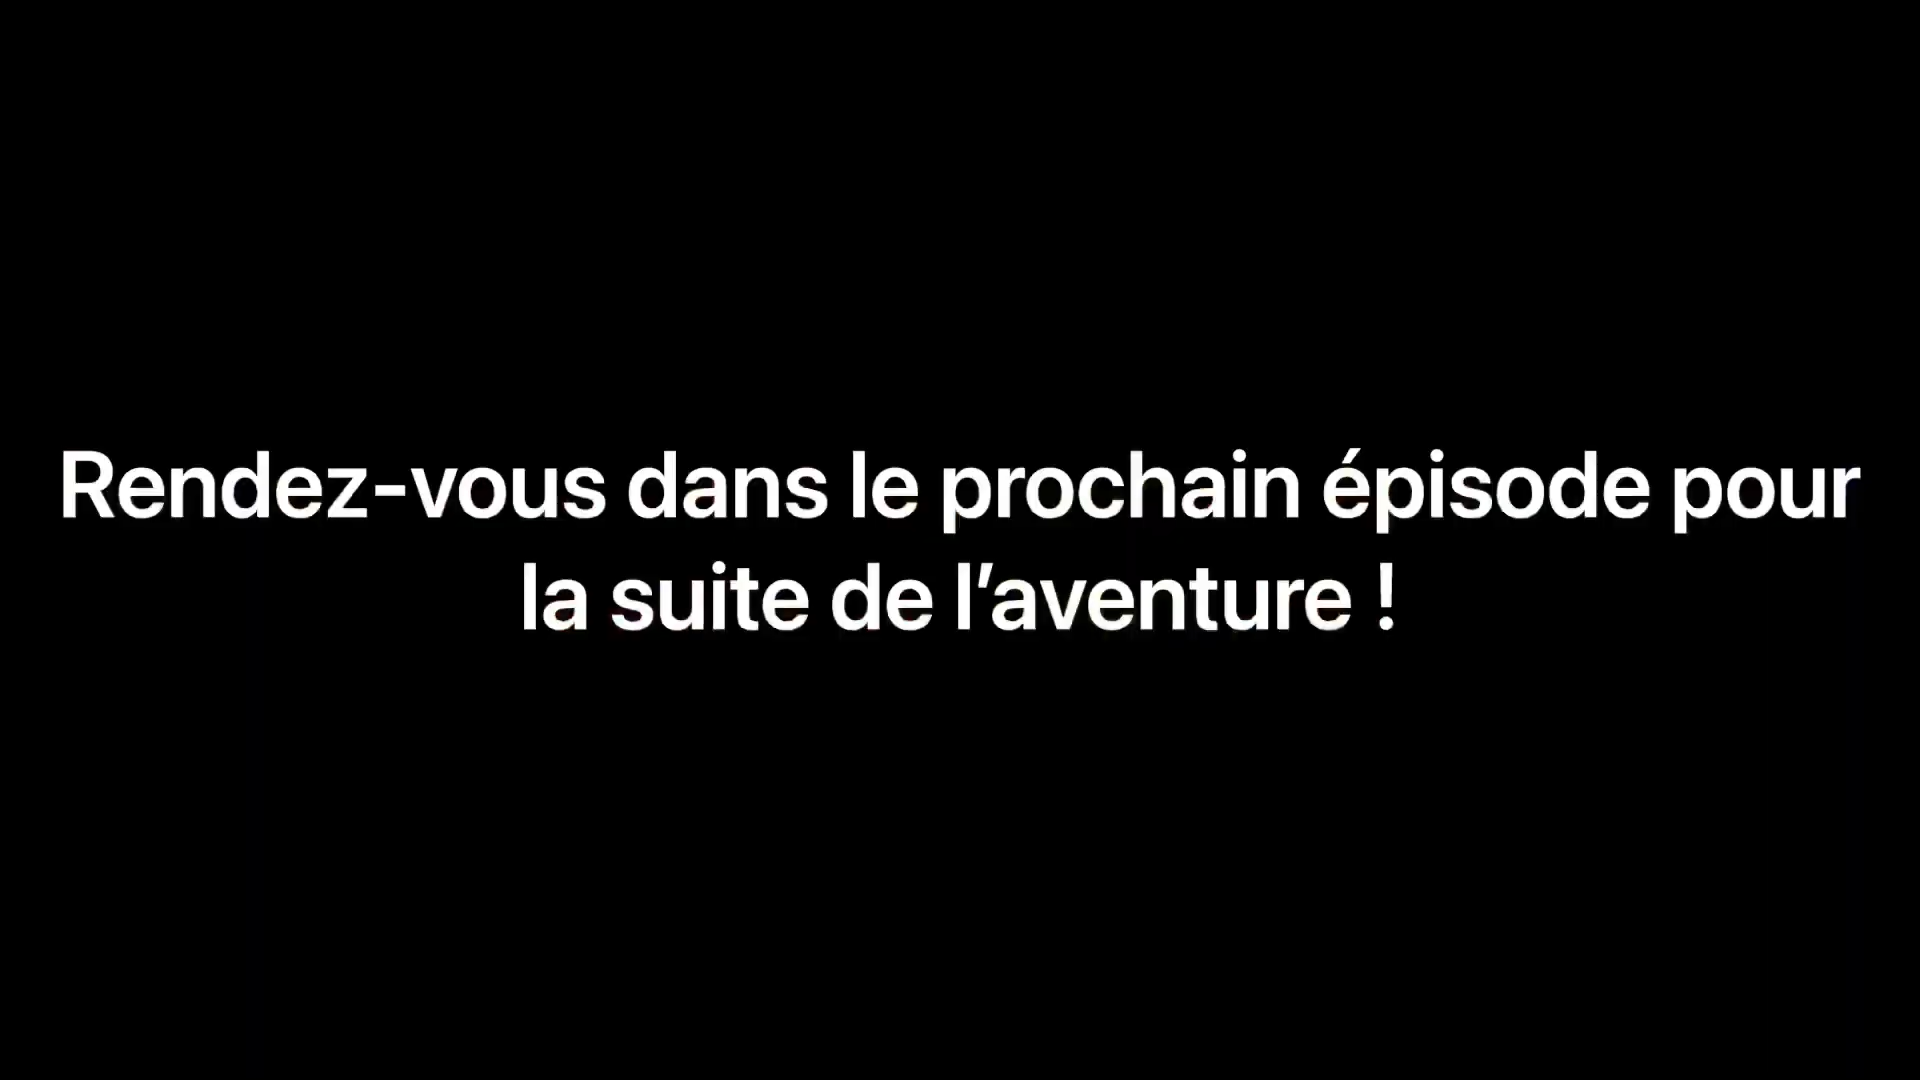 Rendez-vous dans le prochain épisode pour
la suite de l’aventure !